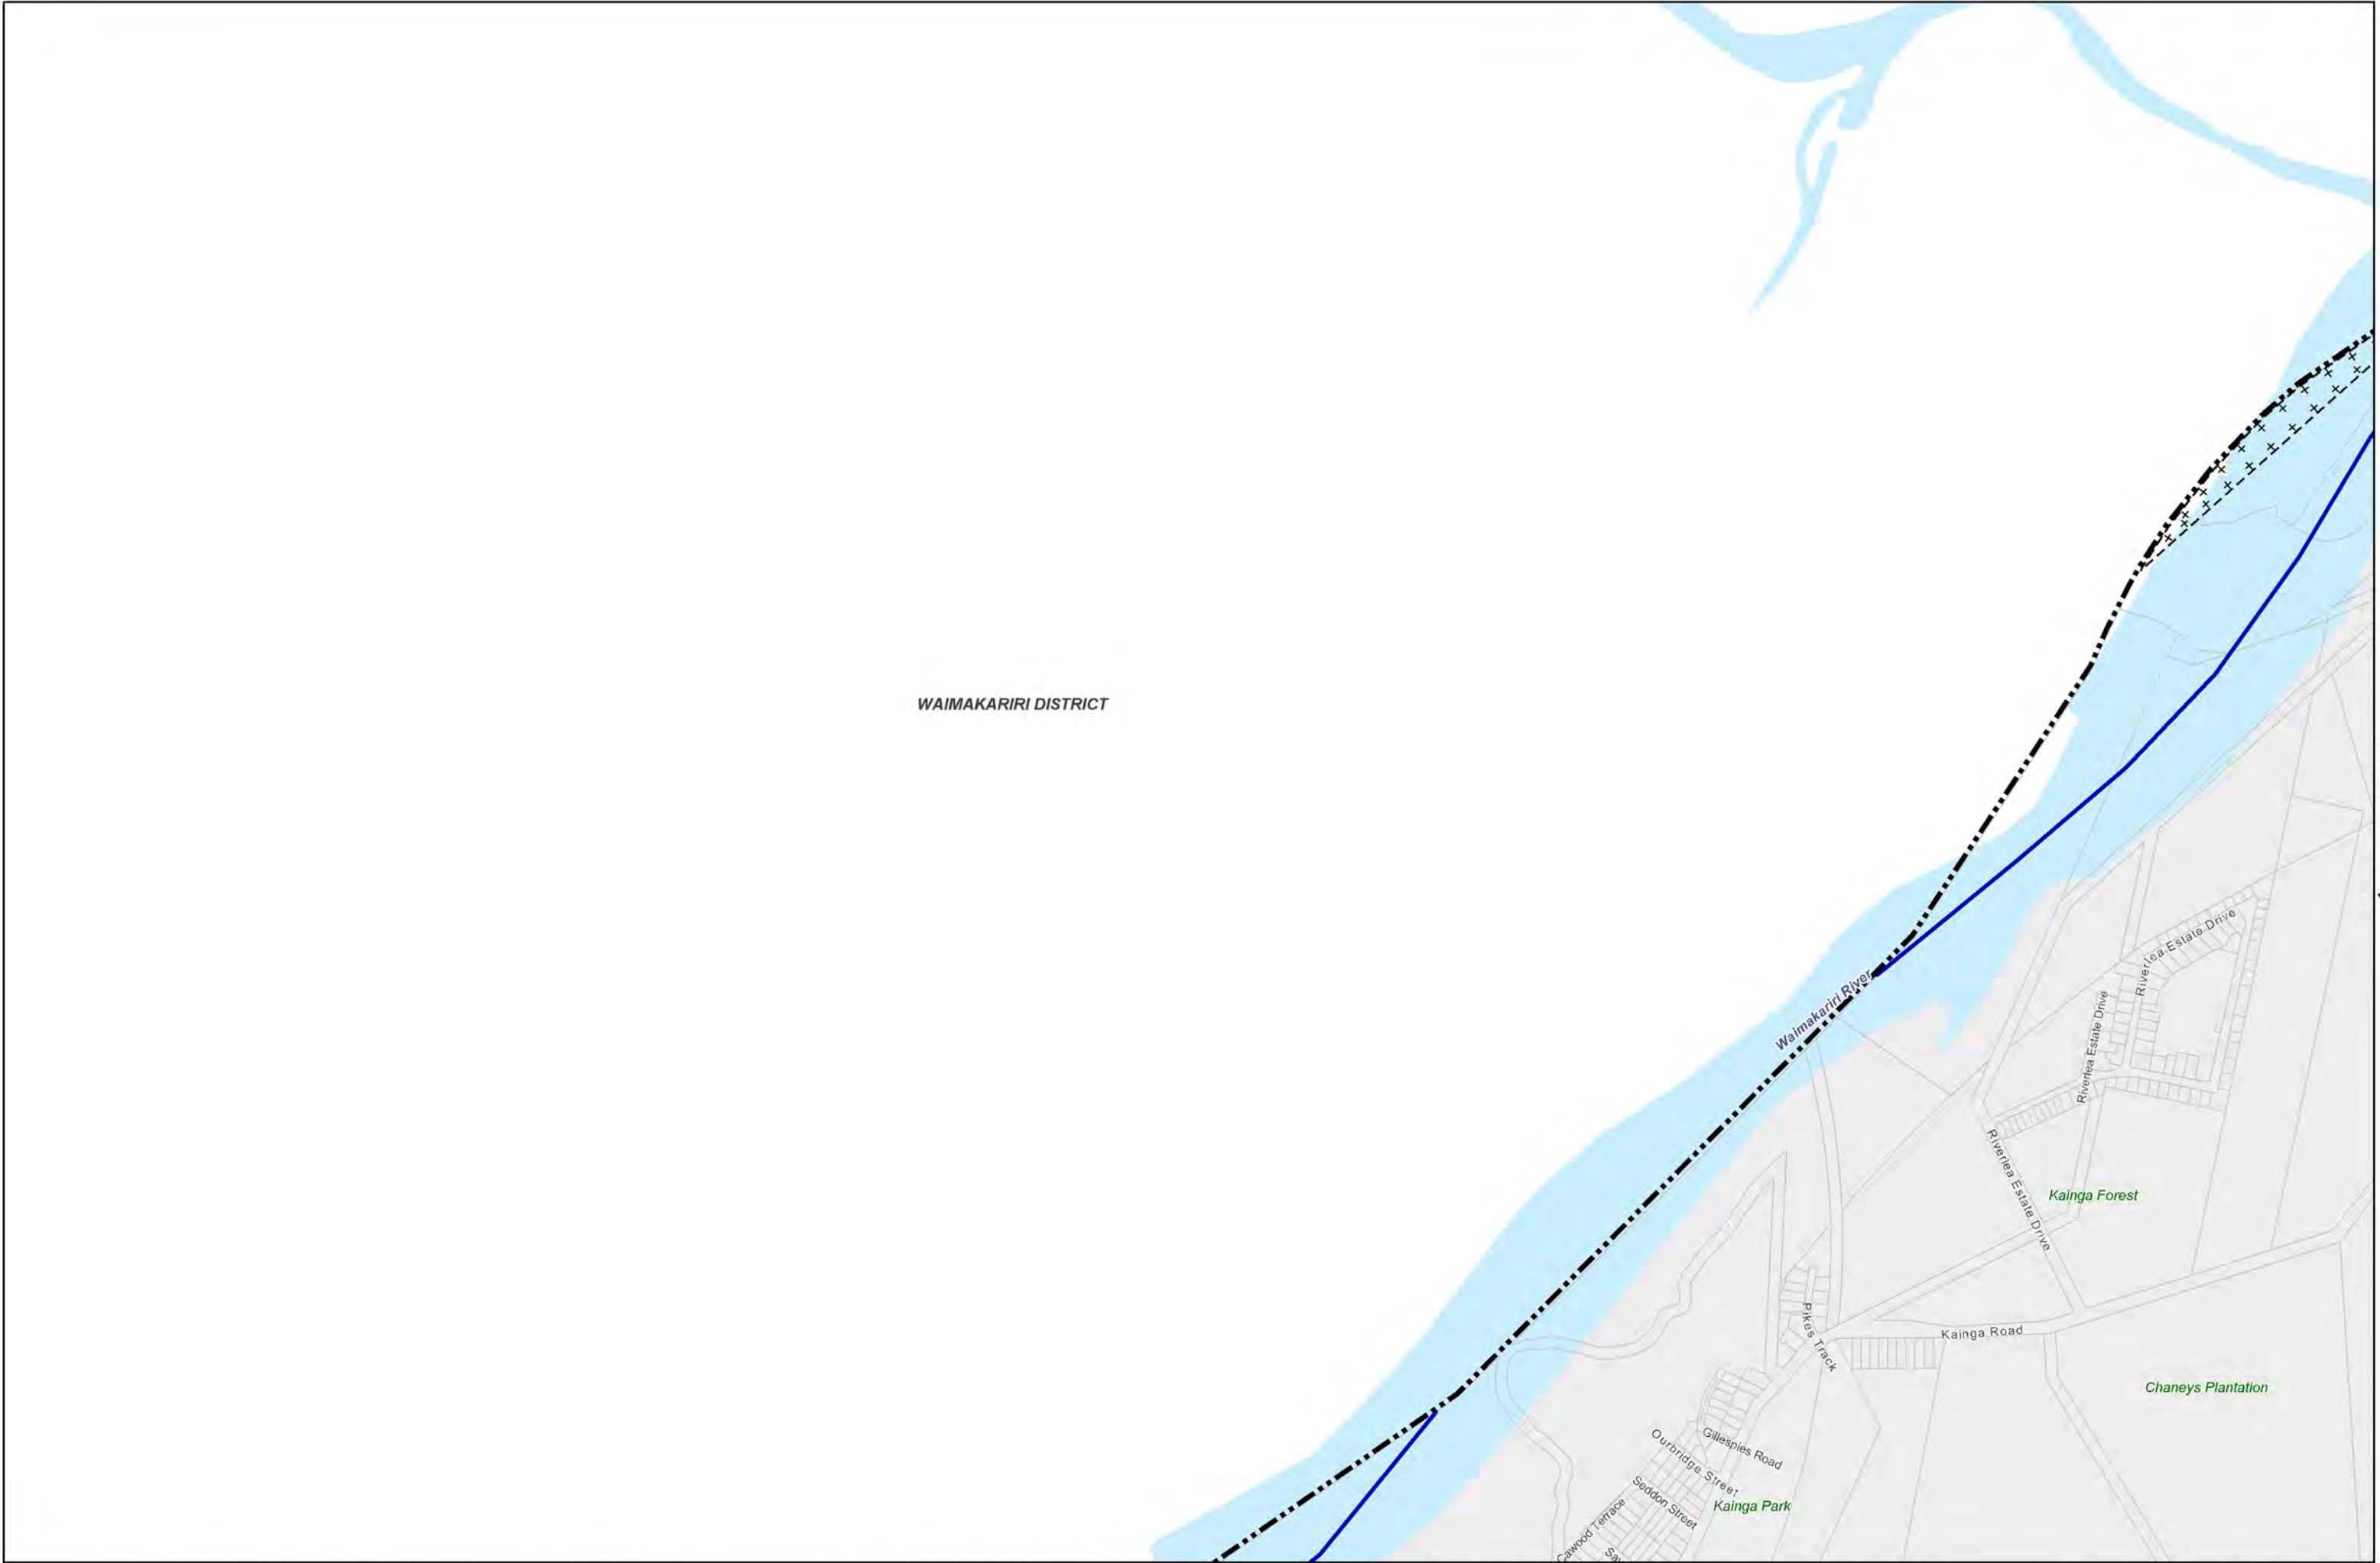 WAIMAKARIRI DISTRICT
Riverlea Estate Drive
Waimakariri River
Riverlea Estate Drive
Riverlea Estate Drive
Kainga Forest
Pikes Track
Kainga Road
Chaneys Plantation
Gillespies Road
Ourbridge Street
Seddon Street
Kainga Park
Cawood Terrace